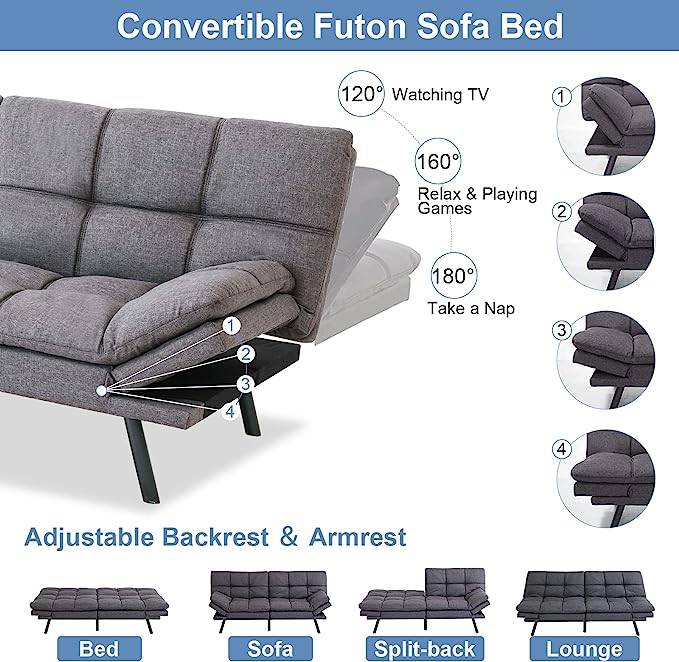 Convertible Futon Sofa Bed
120° Watching TV
160°
Relax & Playing
Games
180°
Take a Nap
1
2
3
4
1
2
3
4
Adjustable Backrest & Armrest
Bed
Sofa
Split-back
Lounge